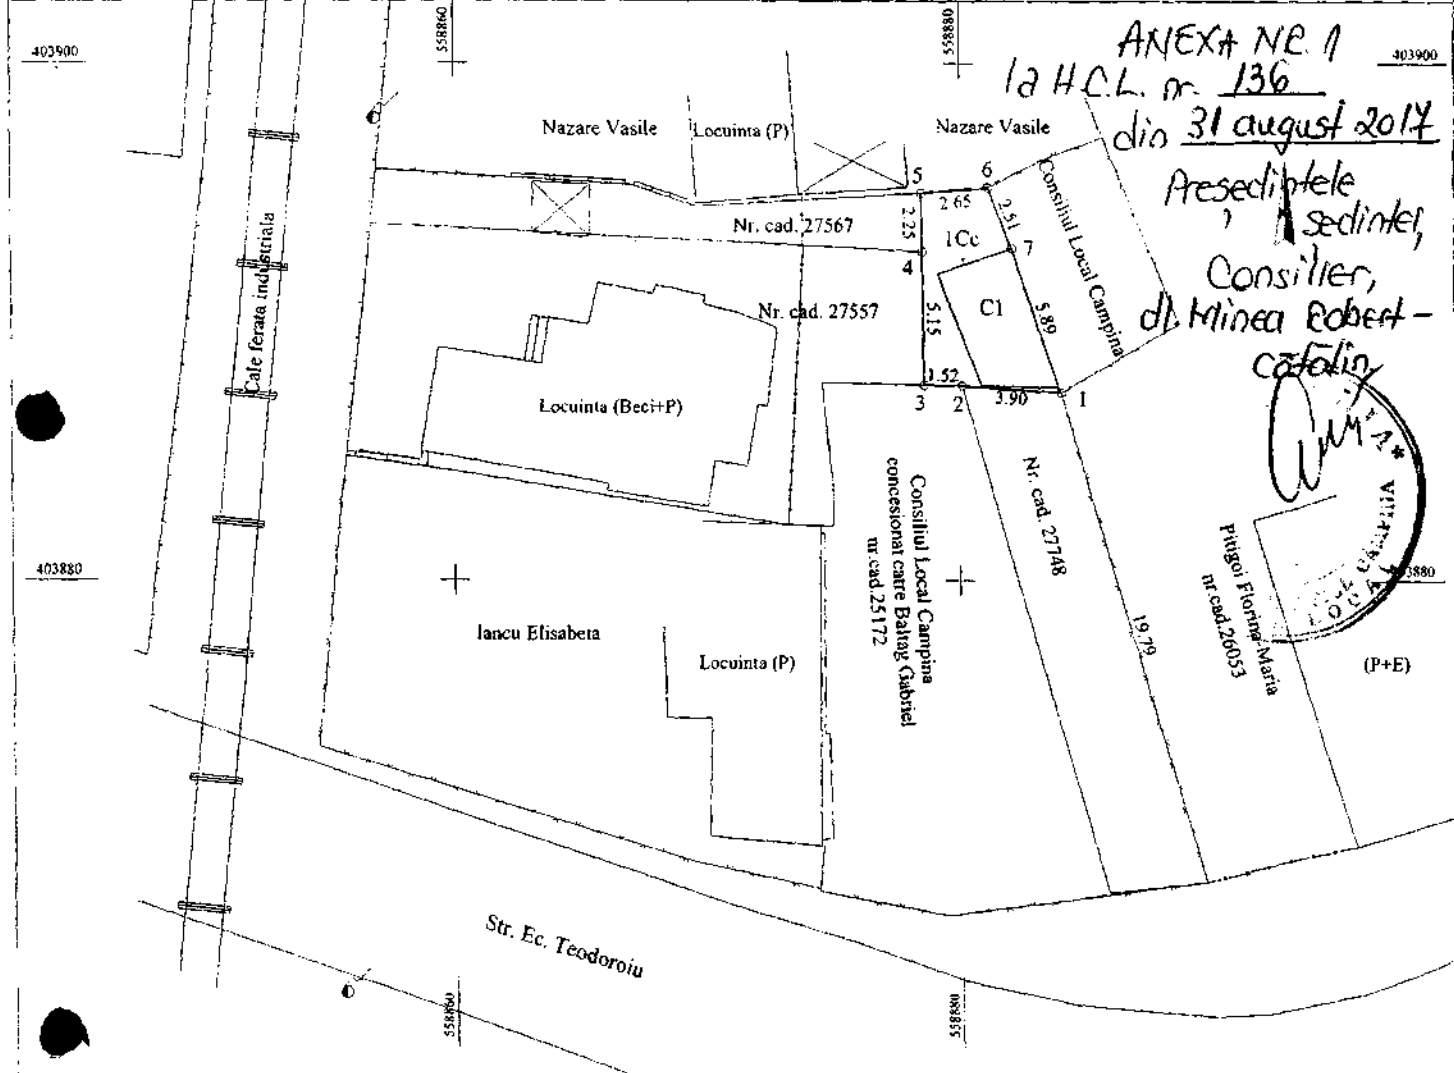 403900
558860
558880
403900
ANEXA NR. 1
la H.C.L. nr. 136
din 31 august 2017
Președintele
ședinței,
Consilier,
dl. Minea Robert-
Cătălin
Nazare Vasile
Locuinta (P)
Nazare Vasile
5
6
2.65
2.25
2.51
1Cc
7
4
Nr. cad. 27567
Consiliul Local Campina
Cale ferata industriala
Nr. cad. 27557
C1
5.15
5.89
1.52
3
2
3.90
1
Locuinta (Beci+P)
Consiliul Local Campina
concesionat catre Baltag Gabriel
nr.cad.25172
Nr. cad. 27748
19.79
Pitigoi Florina-Maria
nr.cad.26053
(P+E)
403880
403880
Iancu Elisabeta
Locuinta (P)
Str. Ec. Teodoroiu
558860
558880